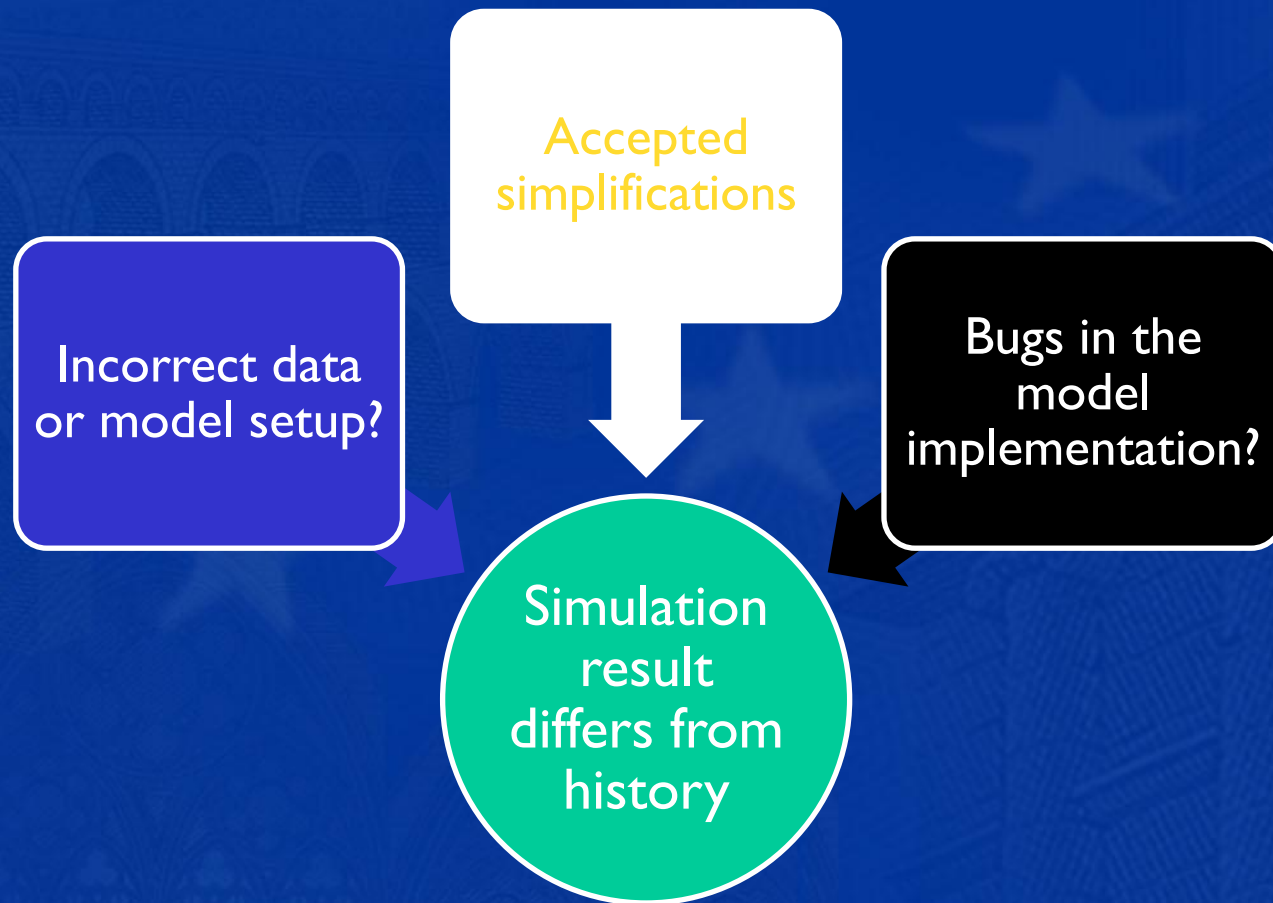 Accepted
simplifications
Incorrect data
or model setup?
Bugs in the
model
implementation?
Simulation
result
differs from
history